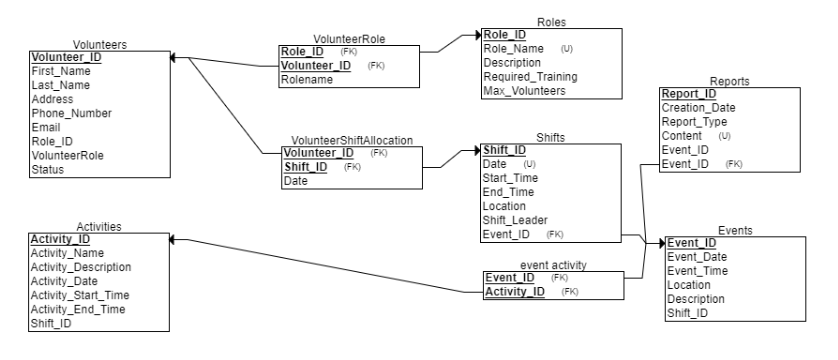 Volunteers
Volunteer_ID
First_Name
Last_Name
Address
Phone_Number
Email
Role_ID
VolunteerRole
Status
VolunteerRole
Role_ID (FK)
Volunteer_ID (FK)
Rolename
Roles
Role_ID
Role_Name (U)
Description
Required_Training
Max_Volunteers
Reports
Report_ID
Creation_Date
Report_Type
Content (U)
Event_ID
Event_ID (FK)
VolunteerShiftAllocation
Volunteer_ID (FK)
Shift_ID (FK)
Date
Shifts
Shift_ID
Date (U)
Start_Time
End_Time
Location
Shift_Leader
Event_ID (FK)
Activities
Activity_ID
Activity_Name
Activity_Description
Activity_Date
Activity_Start_Time
Activity_End_Time
Shift_ID
event activity
Event_ID (FK)
Activity_ID (FK)
Events
Event_ID
Event_Date
Event_Time
Location
Description
Shift_ID